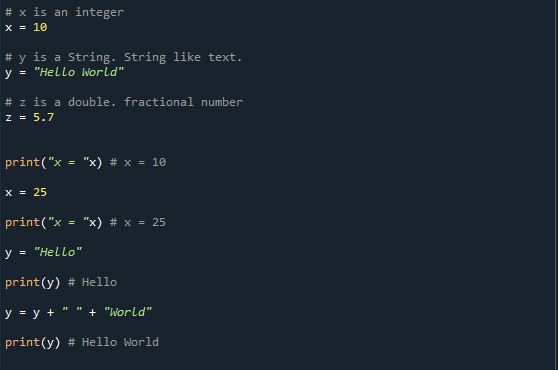 # x is an integer
x = 10
# y is a String. String like text.
y = "Hello World"
# z is a double. fractional number
z = 5.7
print("x = "x) # x = 10
x = 25
print("x = "x) # x = 25
y = "Hello"
print(y) # Hello
y = y + " " + "World"
print(y) # Hello World